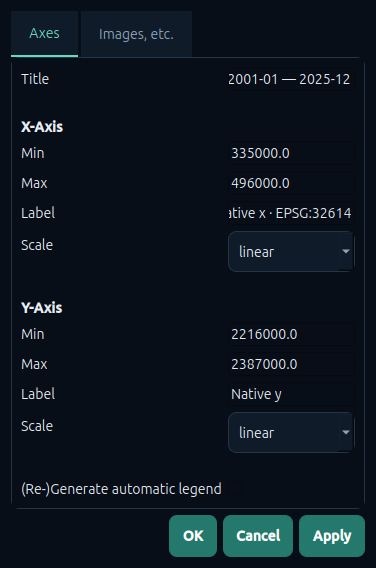 Axes
Images, etc.
Title
2001-01 — 2025-12
X-Axis
Min
335000.0
Max
496000.0
Label
ative x · EPSG:32614
Scale
linear
Y-Axis
Min
2216000.0
Max
2387000.0
Label
Native y
Scale
linear
(Re-)Generate automatic legend
OK
Cancel
Apply